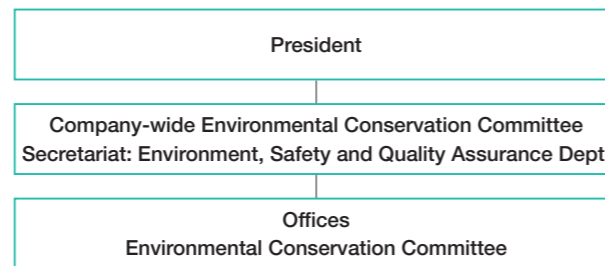 President
Company-wide Environmental Conservation Committee
Secretariat: Environment, Safety and Quality Assurance Dept
Offices
Environmental Conservation Committee